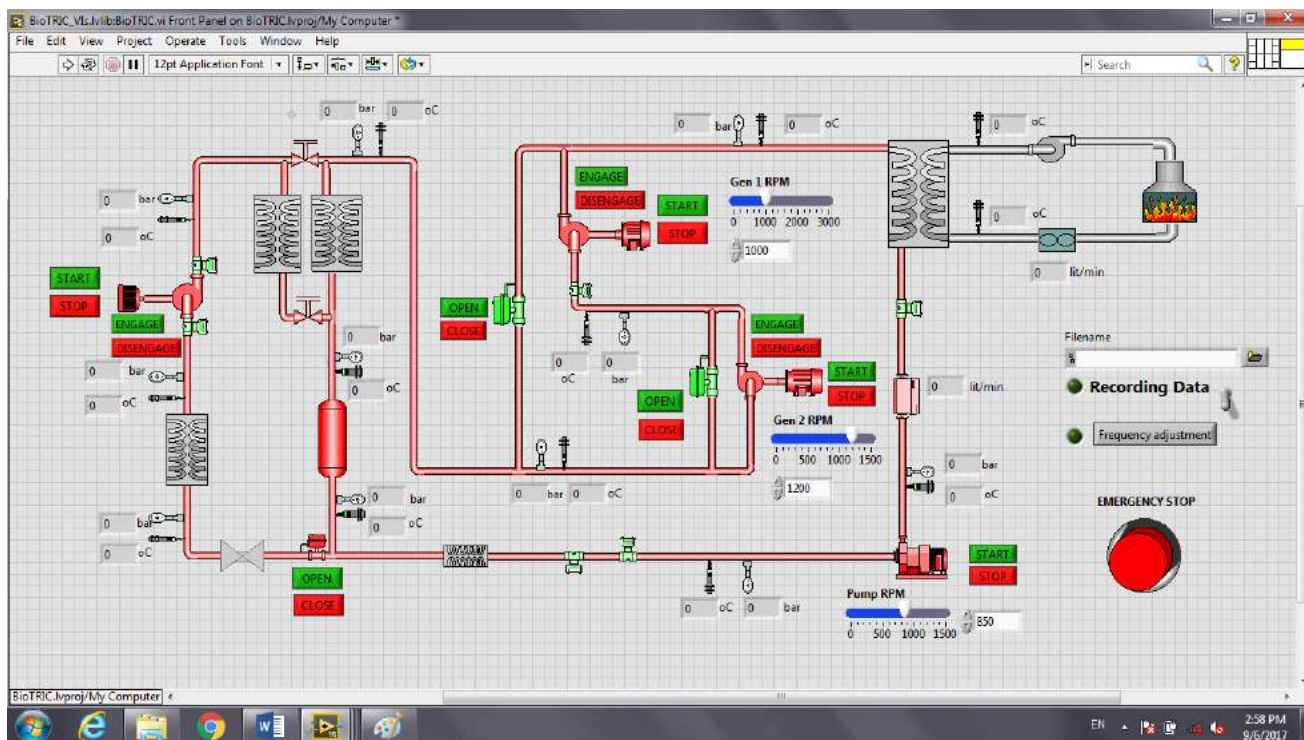 BioTRIC_VIs.lvlib:BioTRIC.vi Front Panel on BioTRIC.lvproj/My Computer *
File Edit View Project Operate Tools Window Help
12pt Application Font
Search
0 bar 0 oC
0 bar 0 oC
0 oC
0 bar
0 oC
ENGAGE
DISENGAGE
START
STOP
Gen 1 RPM
0 1000 2000 3000
1000
0 oC
0 lit/min
START
STOP
ENGAGE
DISENGAGE
OPEN
CLOSE
0 bar
0 oC
0 bar
0 oC
0 oC
0 bar
ENGAGE
DISENGAGE
START
STOP
OPEN
CLOSE
Gen 2 RPM
0 500 1000 1500
1200
0 lit/min
Filename
Recording Data
Frequency adjustment
0 bar
0 oC
0 bar
0 oC
0 bar 0 oC
0 bar
0 oC
EMERGENCY STOP
OPEN
CLOSE
0 oC 0 bar
START
STOP
Pump RPM
0 500 1000 1500
850
BioTRIC.lvproj/My Computer
EN
2:58 PM
9/6/2017